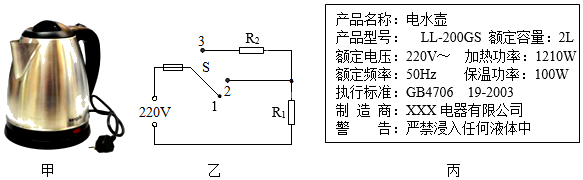 3
R₂
S
2
1
220V
R₁
产品名称：电水壶
产品型号： LL-200GS 额定容量：2L
额定电压：220V～ 加热功率：1210W
额定频率：50Hz 保温功率：100W
执行标准：GB4706 19-2003
制 造 商：XXX电器有限公司
警 告：严禁浸入任何液体中
甲
乙
丙